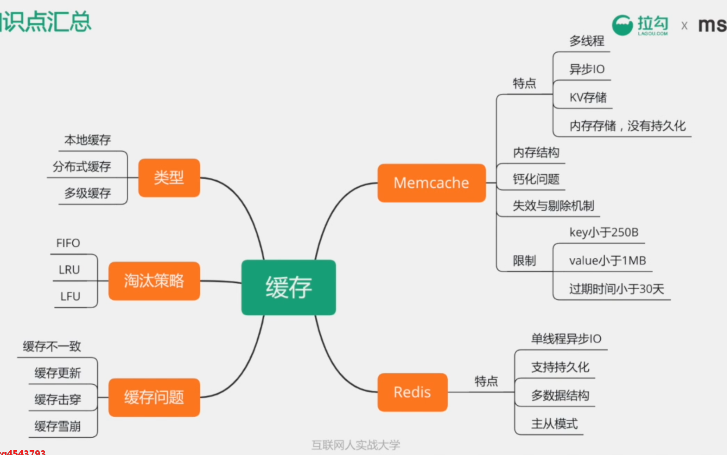 识点汇总
拉勾
LAGOU.COM
x
ms
多线程
异步IO
特点
KV存储
内存存储，没有持久化
本地缓存
分布式缓存
多级缓存
类型
Memcache
内存结构
钙化问题
失效与剔除机制
key小于250B
限制
value小于1MB
过期时间小于30天
FIFO
LRU
LFU
淘汰策略
缓存
缓存不一致
缓存更新
缓存击穿
缓存雪崩
缓存问题
Redis
特点
单线程异步IO
支持持久化
多数据结构
主从模式
互联网人实战大学